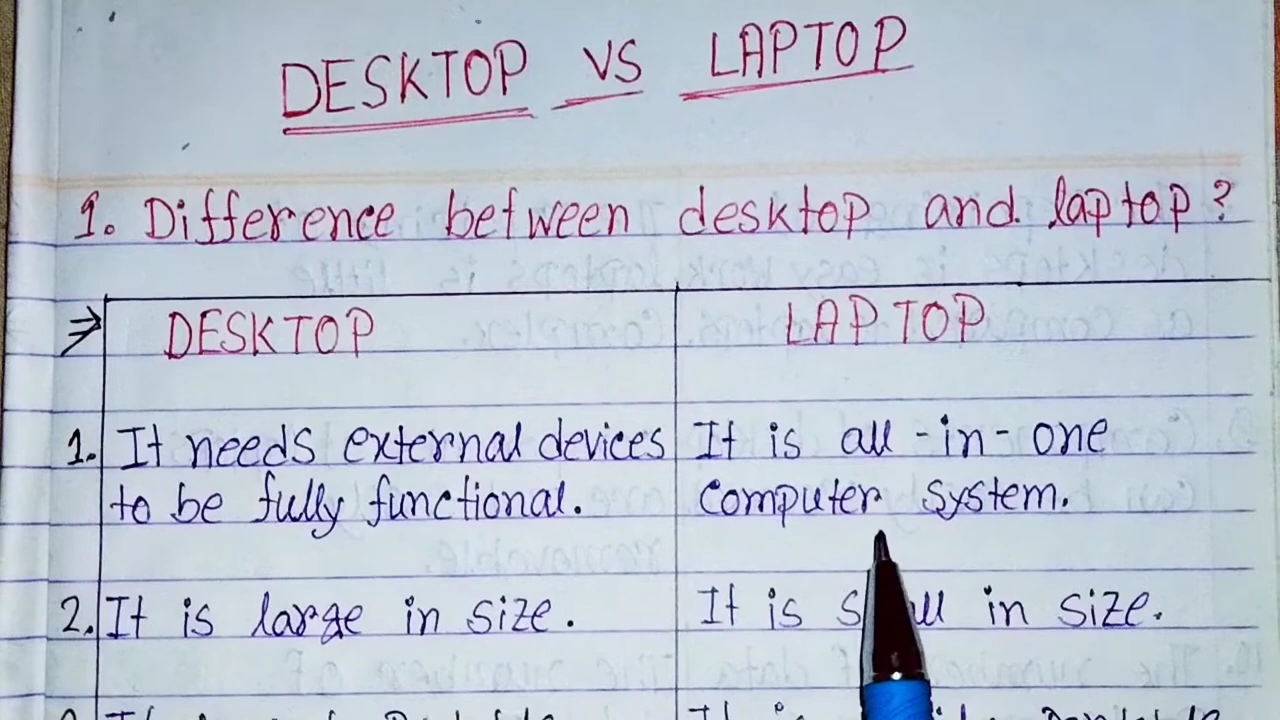 DESKTOP VS LAPTOP
1. Difference between desktop and laptop?
⇒ DESKTOP LAPTOP
1. It needs external devices It is all-in-one
to be fully functional. computer system.
2. It is large in size. It is small in size.